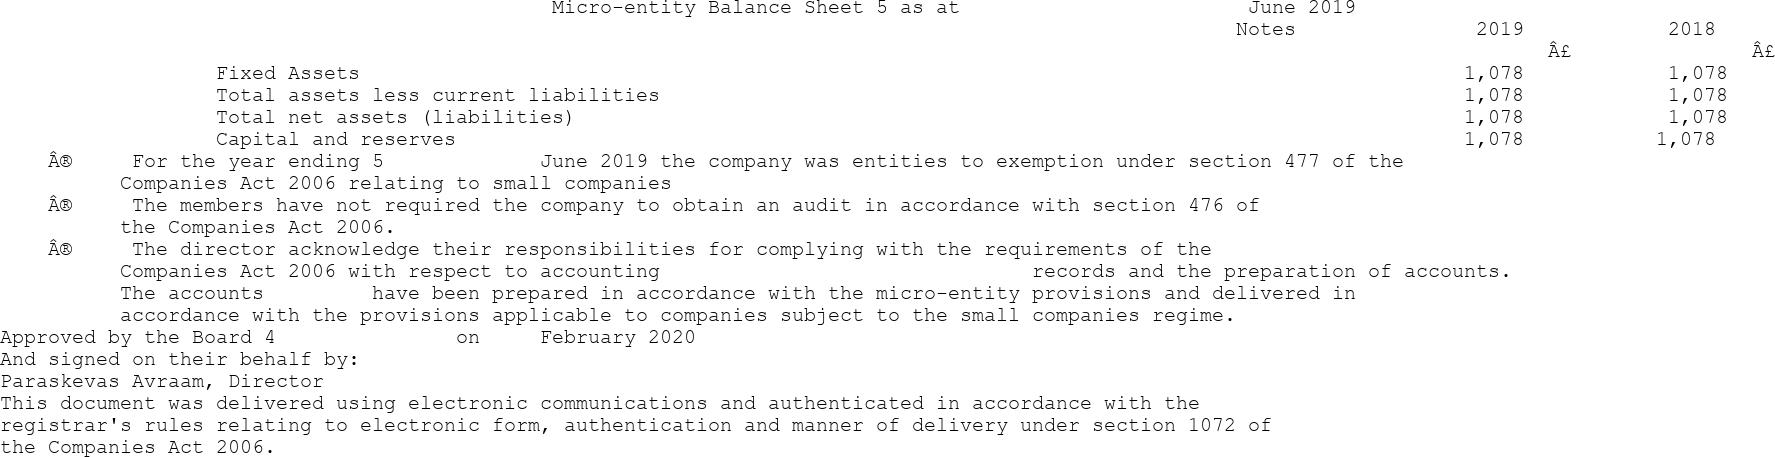 Micro-entity Balance Sheet 5 as at June 2019
Notes 2019 2018
Â£ Â£
Fixed Assets 1,078 1,078
Total assets less current liabilities 1,078 1,078
Total net assets (liabilities) 1,078 1,078
Capital and reserves 1,078 1,078
Â® For the year ending 5 June 2019 the company was entities to exemption under section 477 of the
Companies Act 2006 relating to small companies
Â® The members have not required the company to obtain an audit in accordance with section 476 of
the Companies Act 2006.
Â® The director acknowledge their responsibilities for complying with the requirements of the
Companies Act 2006 with respect to accounting records and the preparation of accounts.
The accounts have been prepared in accordance with the micro-entity provisions and delivered in
accordance with the provisions applicable to companies subject to the small companies regime.
Approved by the Board 4 on February 2020
And signed on their behalf by:
Paraskevas Avraam, Director
This document was delivered using electronic communications and authenticated in accordance with the
registrar's rules relating to electronic form, authentication and manner of delivery under section 1072 of
the Companies Act 2006.